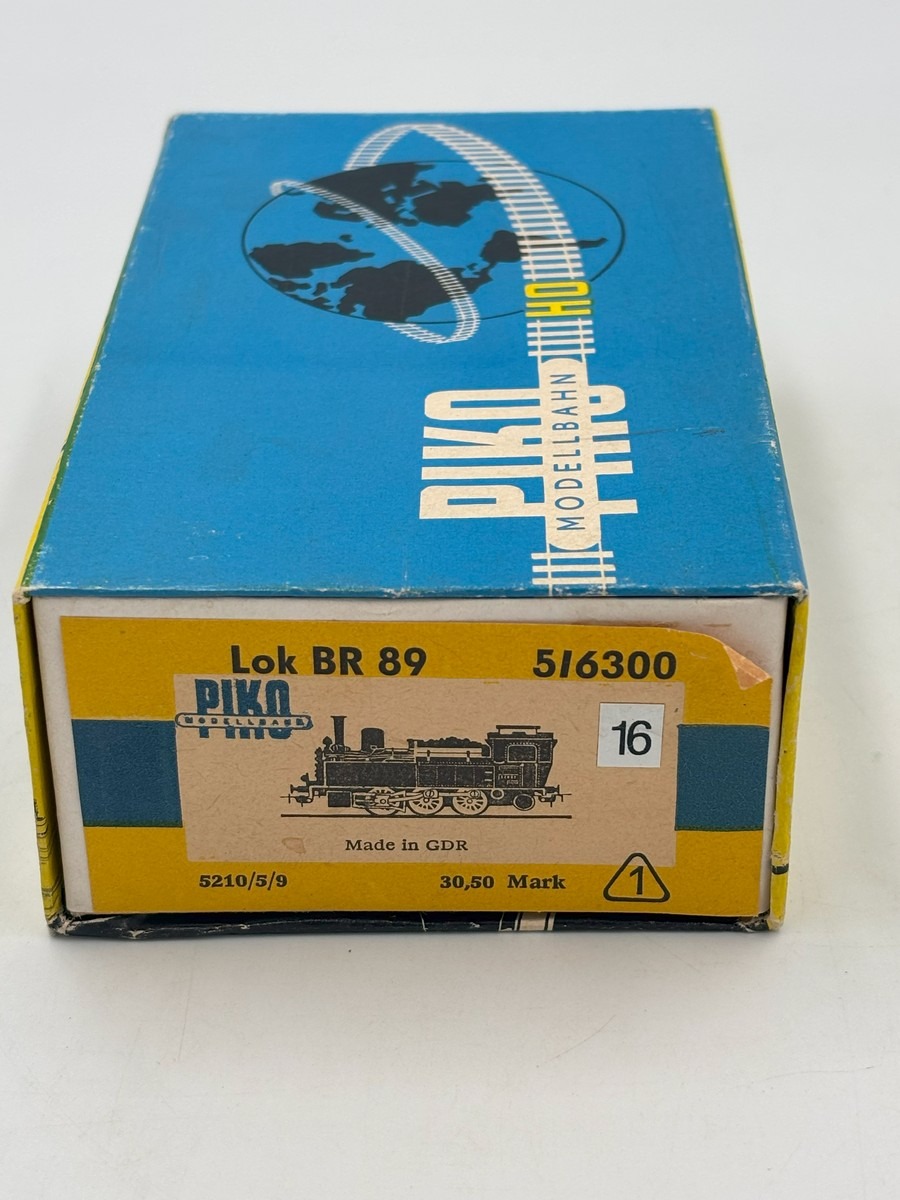 HO
PIKO
MODELLBAHN
Lok BR 89 5/6300
PIKO
MODELLBAHN
16
Made in GDR
5210/5/9 30,50 Mark 1